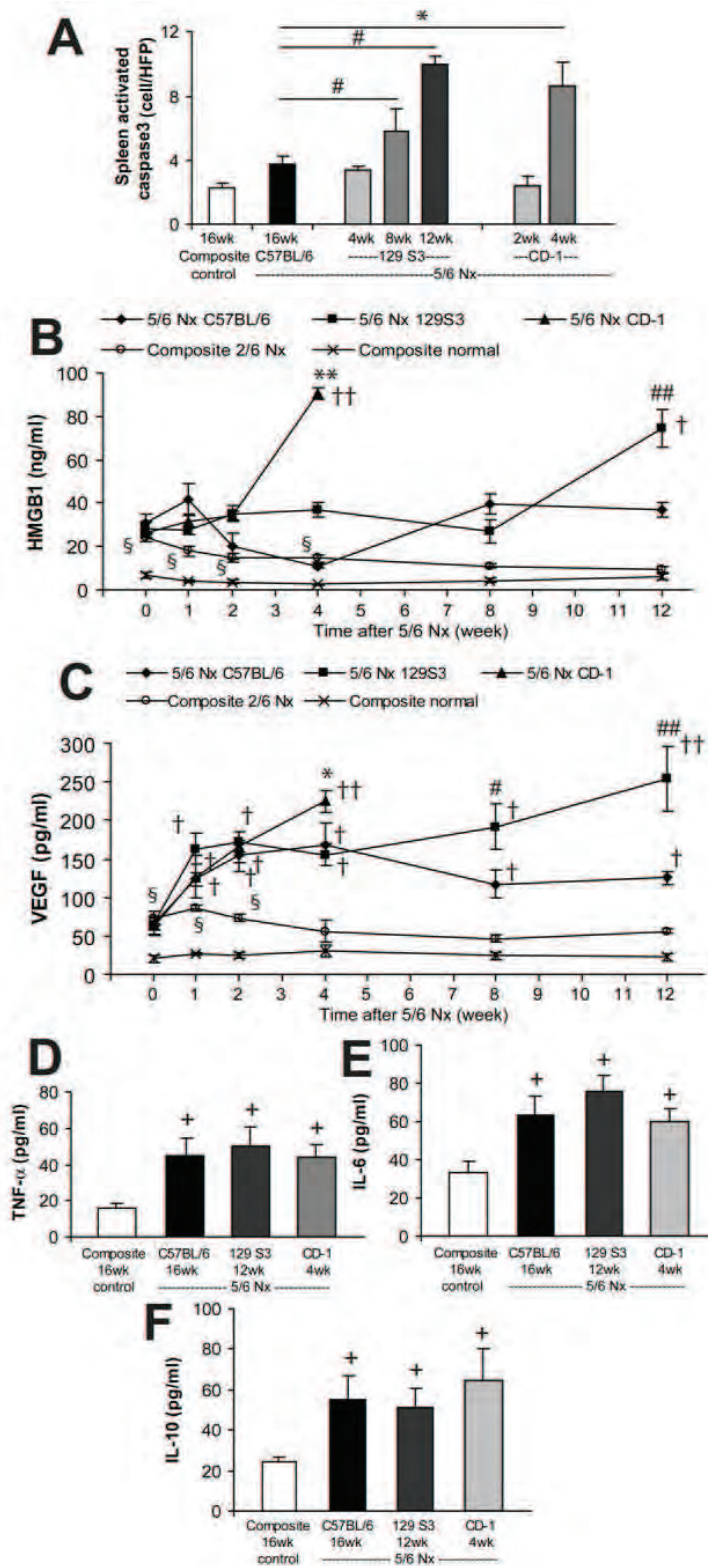 A
Spleen activated
caspase3 (cell/HFP)
12
8
4
0
*
#
#
16wk 16wk 4wk 8wk 12wk 2wk 4wk
Composite C57BL/6 ------129 S3----- ---CD-1---
control
5/6 Nx
B
5/6 Nx C57BL/6 5/6 Nx 129S3 5/6 Nx CD-1
Composite 2/6 Nx Composite normal
HMGB1 (ng/ml)
100
80
60
40
20
0
**
††
##
†
§
§
§
§
0 1 2 3 4 5 6 7 8 9 10 11 12
Time after 5/6 Nx (week)
C
5/6 Nx C57BL/6 5/6 Nx 129S3 5/6 Nx CD-1
Composite 2/6 Nx Composite normal
VEGF (pg/ml)
300
250
200
150
100
50
0
##
††
*
††
#
†
†
†
†
†
†
†
†
†
†
§
§
§
0 1 2 3 4 5 6 7 8 9 10 11 12
Time after 5/6 Nx (week)
D
TNF-α (pg/ml)
80
60
40
20
0
+ + +
Composite C57BL/6 129 S3 CD-1
16wk 16wk 12wk 4wk
control 5/6 Nx
E
IL-6 (pg/ml)
100
80
60
40
20
0
+ + +
Composite C57BL/6 129 S3 CD-1
16wk 16wk 12wk 4wk
control 5/6 Nx
F
IL-10 (pg/ml)
100
80
60
40
20
0
+ + +
Composite C57BL/6 129 S3 CD-1
16wk 16wk 12wk 4wk
control 5/6 Nx